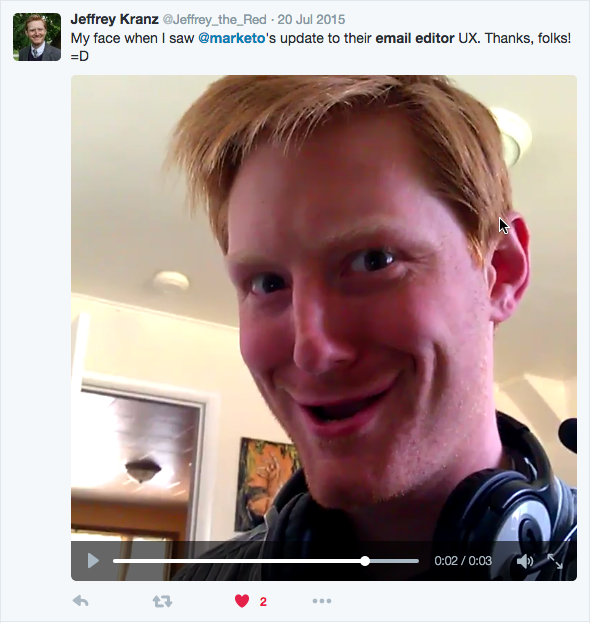 Jeffrey Kranz @Jeffrey_the_Red · 20 Jul 2015
My face when I saw @marketo's update to their email editor UX. Thanks, folks!
=D
0:02 / 0:03
2